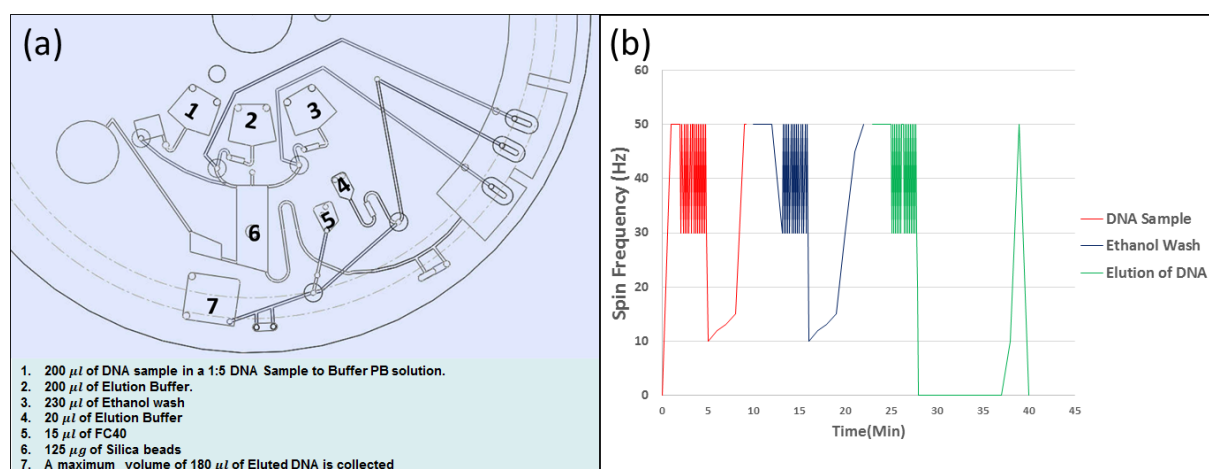 (a)
1
2
3
4
5
6
7
1. 200 μl of DNA sample in a 1:5 DNA Sample to Buffer PB solution.
2. 200 μl of Elution Buffer.
3. 230 μl of Ethanol wash
4. 20 μl of Elution Buffer
5. 15 μl of FC40
6. 125 μg of Silica beads
7. A maximum volume of 180 μl of Eluted DNA is collected
(b)
60
50
40
30
20
10
0
Spin Frequency (Hz)
0 5 10 15 20 25 30 35 40 45
Time(Min)
DNA Sample
Ethanol Wash
Elution of DNA